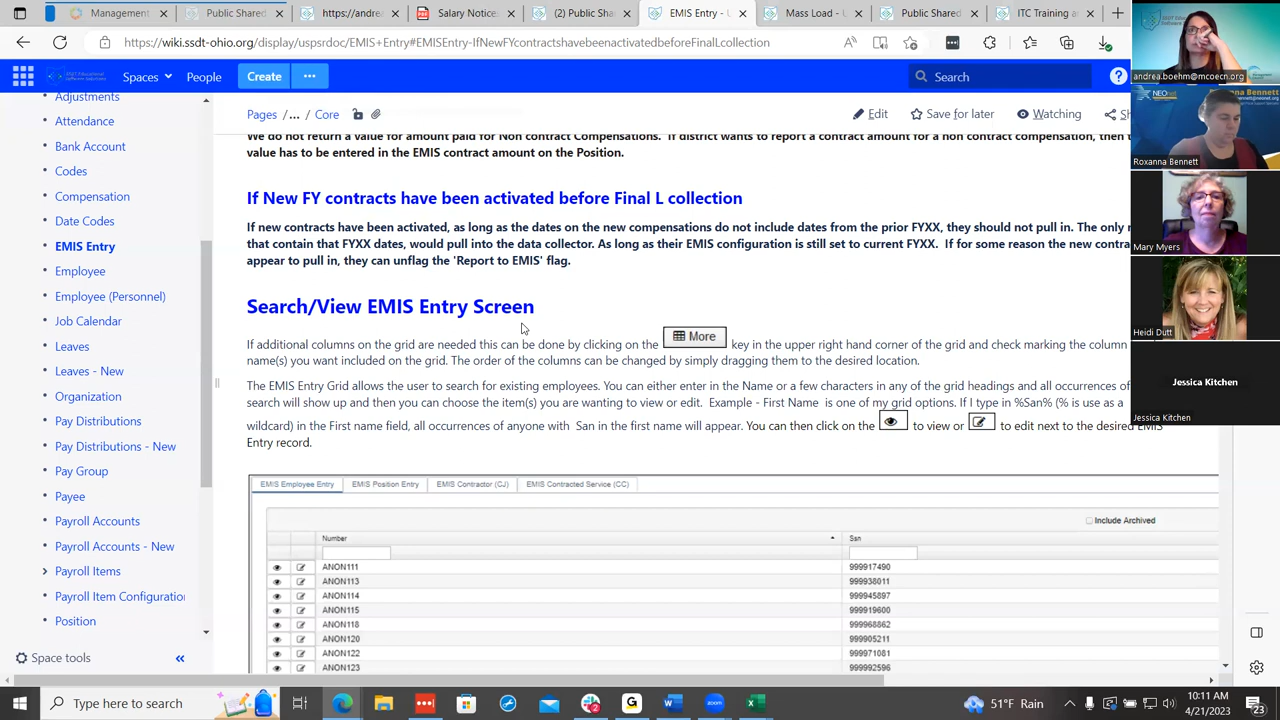 Management
Public Shared
https://andrea
Salary Notice
(2) Public Sha
EMIS Entry -
Mass Load - U
Public Shared
ITC Training an
https://wiki.ssdt-ohio.org/display/uspsrdoc/EMIS+Entry#EMISEntry-IfNewFYcontractshavebeenactivatedbeforeFinalLcollection
Spaces
People
Create
Search
Pages /... / Core
Edit
Save for later
Watching
Adjustments
Attendance
Bank Account
Codes
Compensation
Date Codes
EMIS Entry
Employee
Employee (Personnel)
Job Calendar
Leaves
Leaves - New
Organization
Pay Distributions
Pay Distributions - New
Pay Group
Payee
Payroll Accounts
Payroll Accounts - New
Payroll Items
Payroll Item Configuration
Position
Space tools
We do not return a value for amount paid for Non contract Compensations. If district wants to report a contract amount for a non contract compensation, then t
value has to be entered in the EMIS contract amount on the Position.
If New FY contracts have been activated before Final L collection
If new contracts have been activated, as long as the dates on the new compensations do not include dates from the prior FYXX, they should not pull in. The only
that contain that FYXX dates, would pull into the data collector. As long as their EMIS configuration is still set to current FYXX. If for some reason the new contra
appear to pull in, they can unflag the 'Report to EMIS' flag.
Search/View EMIS Entry Screen
If additional columns on the grid are needed this can be done by clicking on the More key in the upper right hand corner of the grid and check marking the column
name(s) you want included on the grid. The order of the columns can be changed by simply dragging them to the desired location.
The EMIS Entry Grid allows the user to search for existing employees. You can either enter in the Name or a few characters in any of the grid headings and all occurrences of
search will show up and then you can choose the item(s) you are wanting to view or edit. Example - First Name is one of my grid options. If I type in %San% (% is use as a
wildcard) in the First name field, all occurrences of anyone with San in the first name will appear. You can then click on the to view or to edit next to the desired EMIS
Entry record.
EMIS Employee Entry
EMIS Position Entry
EMIS Contractor (CJ)
EMIS Contracted Service (CC)
Include Archived
Number Ssn
ANON111 999917490
ANON113 999938011
ANON114 999945897
ANON115 999919600
ANON118 999968862
ANON120 999905211
ANON122 999971081
ANON123 999992596
andrea.boehm@mcoecn.org
NEOnet
Roxanna Bennett
Mary Myers
Heidi Dutt
Jessica Kitchen
Jessica Kitchen
Type here to search
51°F Rain
10:11 AM
4/21/2023
23